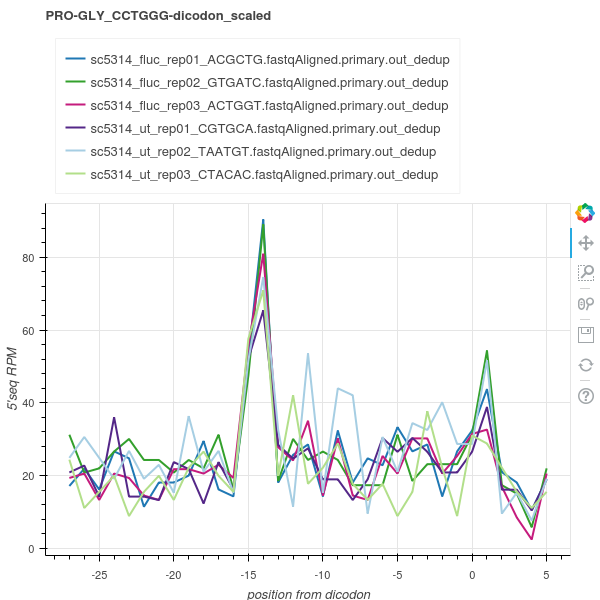 PRO-GLY_CCTGGG-dicodon_scaled
sc5314_fluc_rep01_ACGCTG.fastqAligned.primary.out_dedup
sc5314_fluc_rep02_GTGATC.fastqAligned.primary.out_dedup
sc5314_fluc_rep03_ACTGGT.fastqAligned.primary.out_dedup
sc5314_ut_rep01_CGTGCA.fastqAligned.primary.out_dedup
sc5314_ut_rep02_TAATGT.fastqAligned.primary.out_dedup
sc5314_ut_rep03_CTACAC.fastqAligned.primary.out_dedup
80
60
40
20
0
5'seq RPM
-25 -20 -15 -10 -5 0 5
position from dicodon